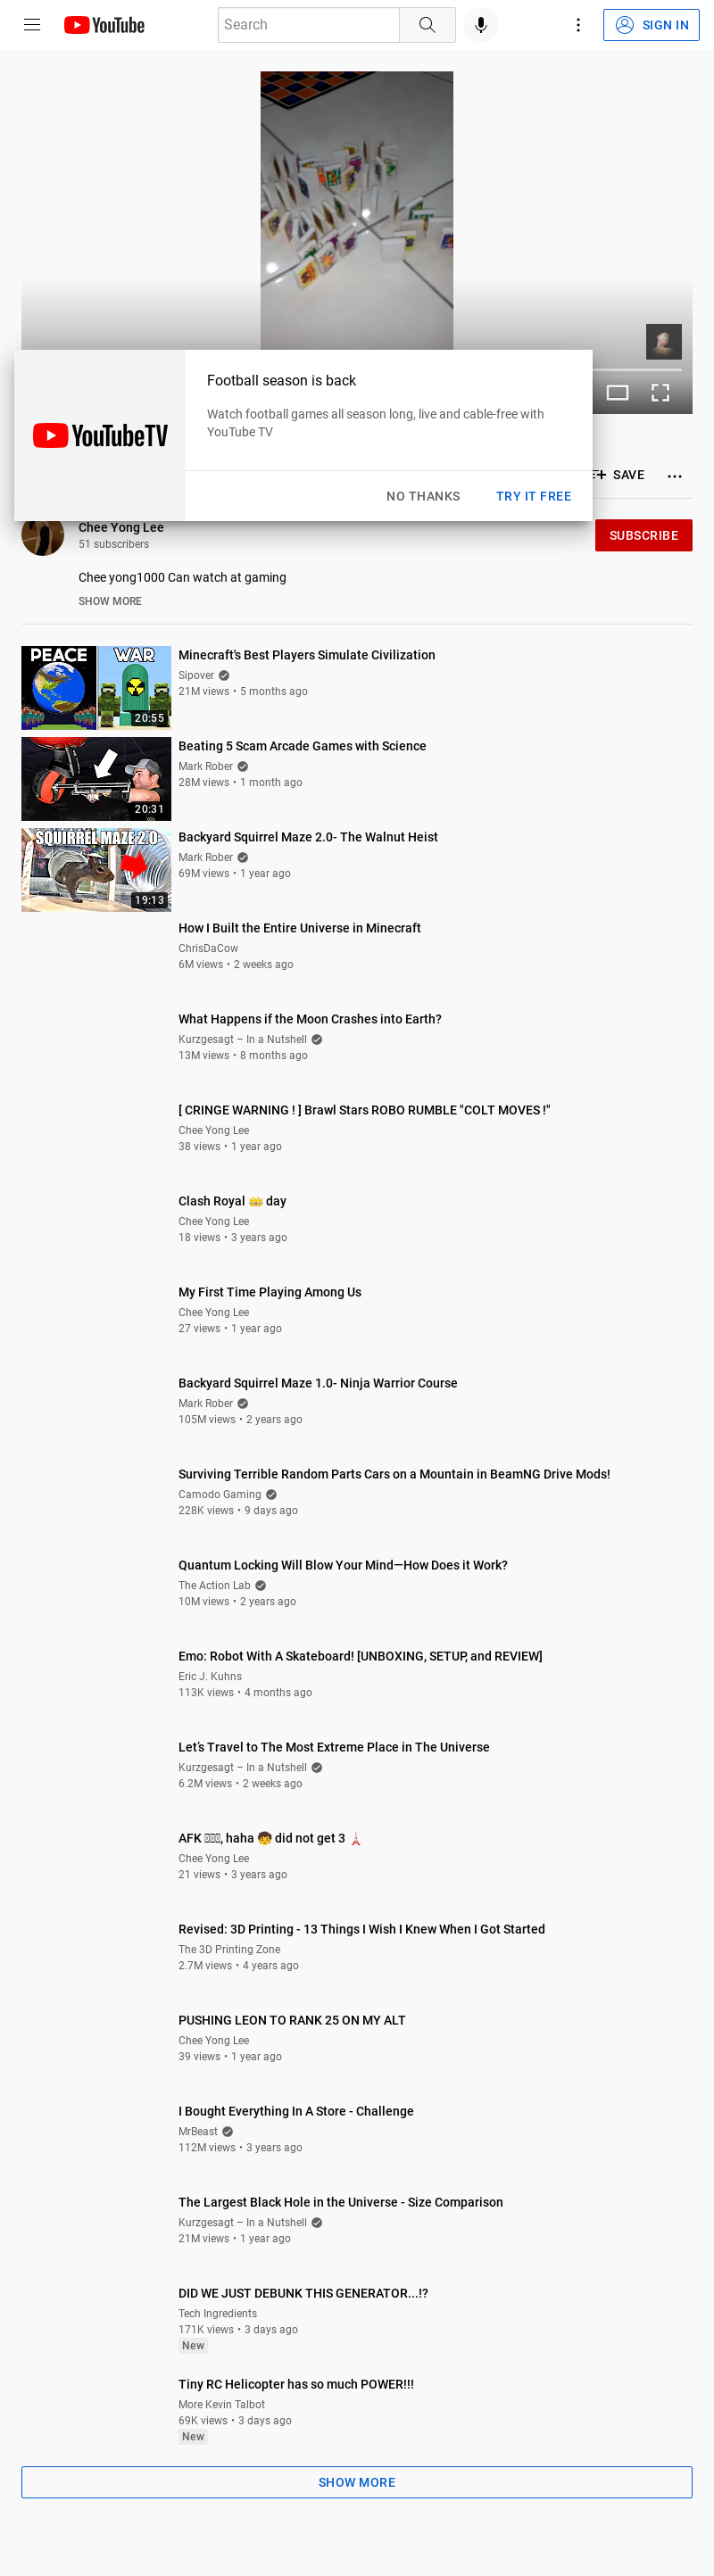 YouTube
Search
SIGN IN
Football season is back
Watch football games all season long, live and cable-free with
YouTube TV
YouTubeTV
NO THANKS
TRY IT FREE
SAVE
Chee Yong Lee
51 subscribers
SUBSCRIBE
Chee yong1000 Can watch at gaming
SHOW MORE
PEACE WAR
20:55
Minecraft's Best Players Simulate Civilization
Sipover
21M views • 5 months ago
20:31
Beating 5 Scam Arcade Games with Science
Mark Rober
28M views • 1 month ago
SQUIRREL MAZE 2.0
19:13
Backyard Squirrel Maze 2.0- The Walnut Heist
Mark Rober
69M views • 1 year ago
How I Built the Entire Universe in Minecraft
ChrisDaCow
6M views • 2 weeks ago
What Happens if the Moon Crashes into Earth?
Kurzgesagt – In a Nutshell
13M views • 8 months ago
[ CRINGE WARNING ! ] Brawl Stars ROBO RUMBLE "COLT MOVES !"
Chee Yong Lee
38 views • 1 year ago
Clash Royal 👑 day
Chee Yong Lee
18 views • 3 years ago
My First Time Playing Among Us
Chee Yong Lee
27 views • 1 year ago
Backyard Squirrel Maze 1.0- Ninja Warrior Course
Mark Rober
105M views • 2 years ago
Surviving Terrible Random Parts Cars on a Mountain in BeamNG Drive Mods!
Camodo Gaming
228K views • 9 days ago
Quantum Locking Will Blow Your Mind—How Does it Work?
The Action Lab
10M views • 2 years ago
Emo: Robot With A Skateboard! [UNBOXING, SETUP, and REVIEW]
Eric J. Kuhns
113K views • 4 months ago
Let’s Travel to The Most Extreme Place in The Universe
Kurzgesagt – In a Nutshell
6.2M views • 2 weeks ago
AFK , haha 🧒 did not get 3 🗼
Chee Yong Lee
21 views • 3 years ago
Revised: 3D Printing - 13 Things I Wish I Knew When I Got Started
The 3D Printing Zone
2.7M views • 4 years ago
PUSHING LEON TO RANK 25 ON MY ALT
Chee Yong Lee
39 views • 1 year ago
I Bought Everything In A Store - Challenge
MrBeast
112M views • 3 years ago
The Largest Black Hole in the Universe - Size Comparison
Kurzgesagt – In a Nutshell
21M views • 1 year ago
DID WE JUST DEBUNK THIS GENERATOR...!?
Tech Ingredients
171K views • 3 days ago
New
Tiny RC Helicopter has so much POWER!!!
More Kevin Talbot
69K views • 3 days ago
New
SHOW MORE